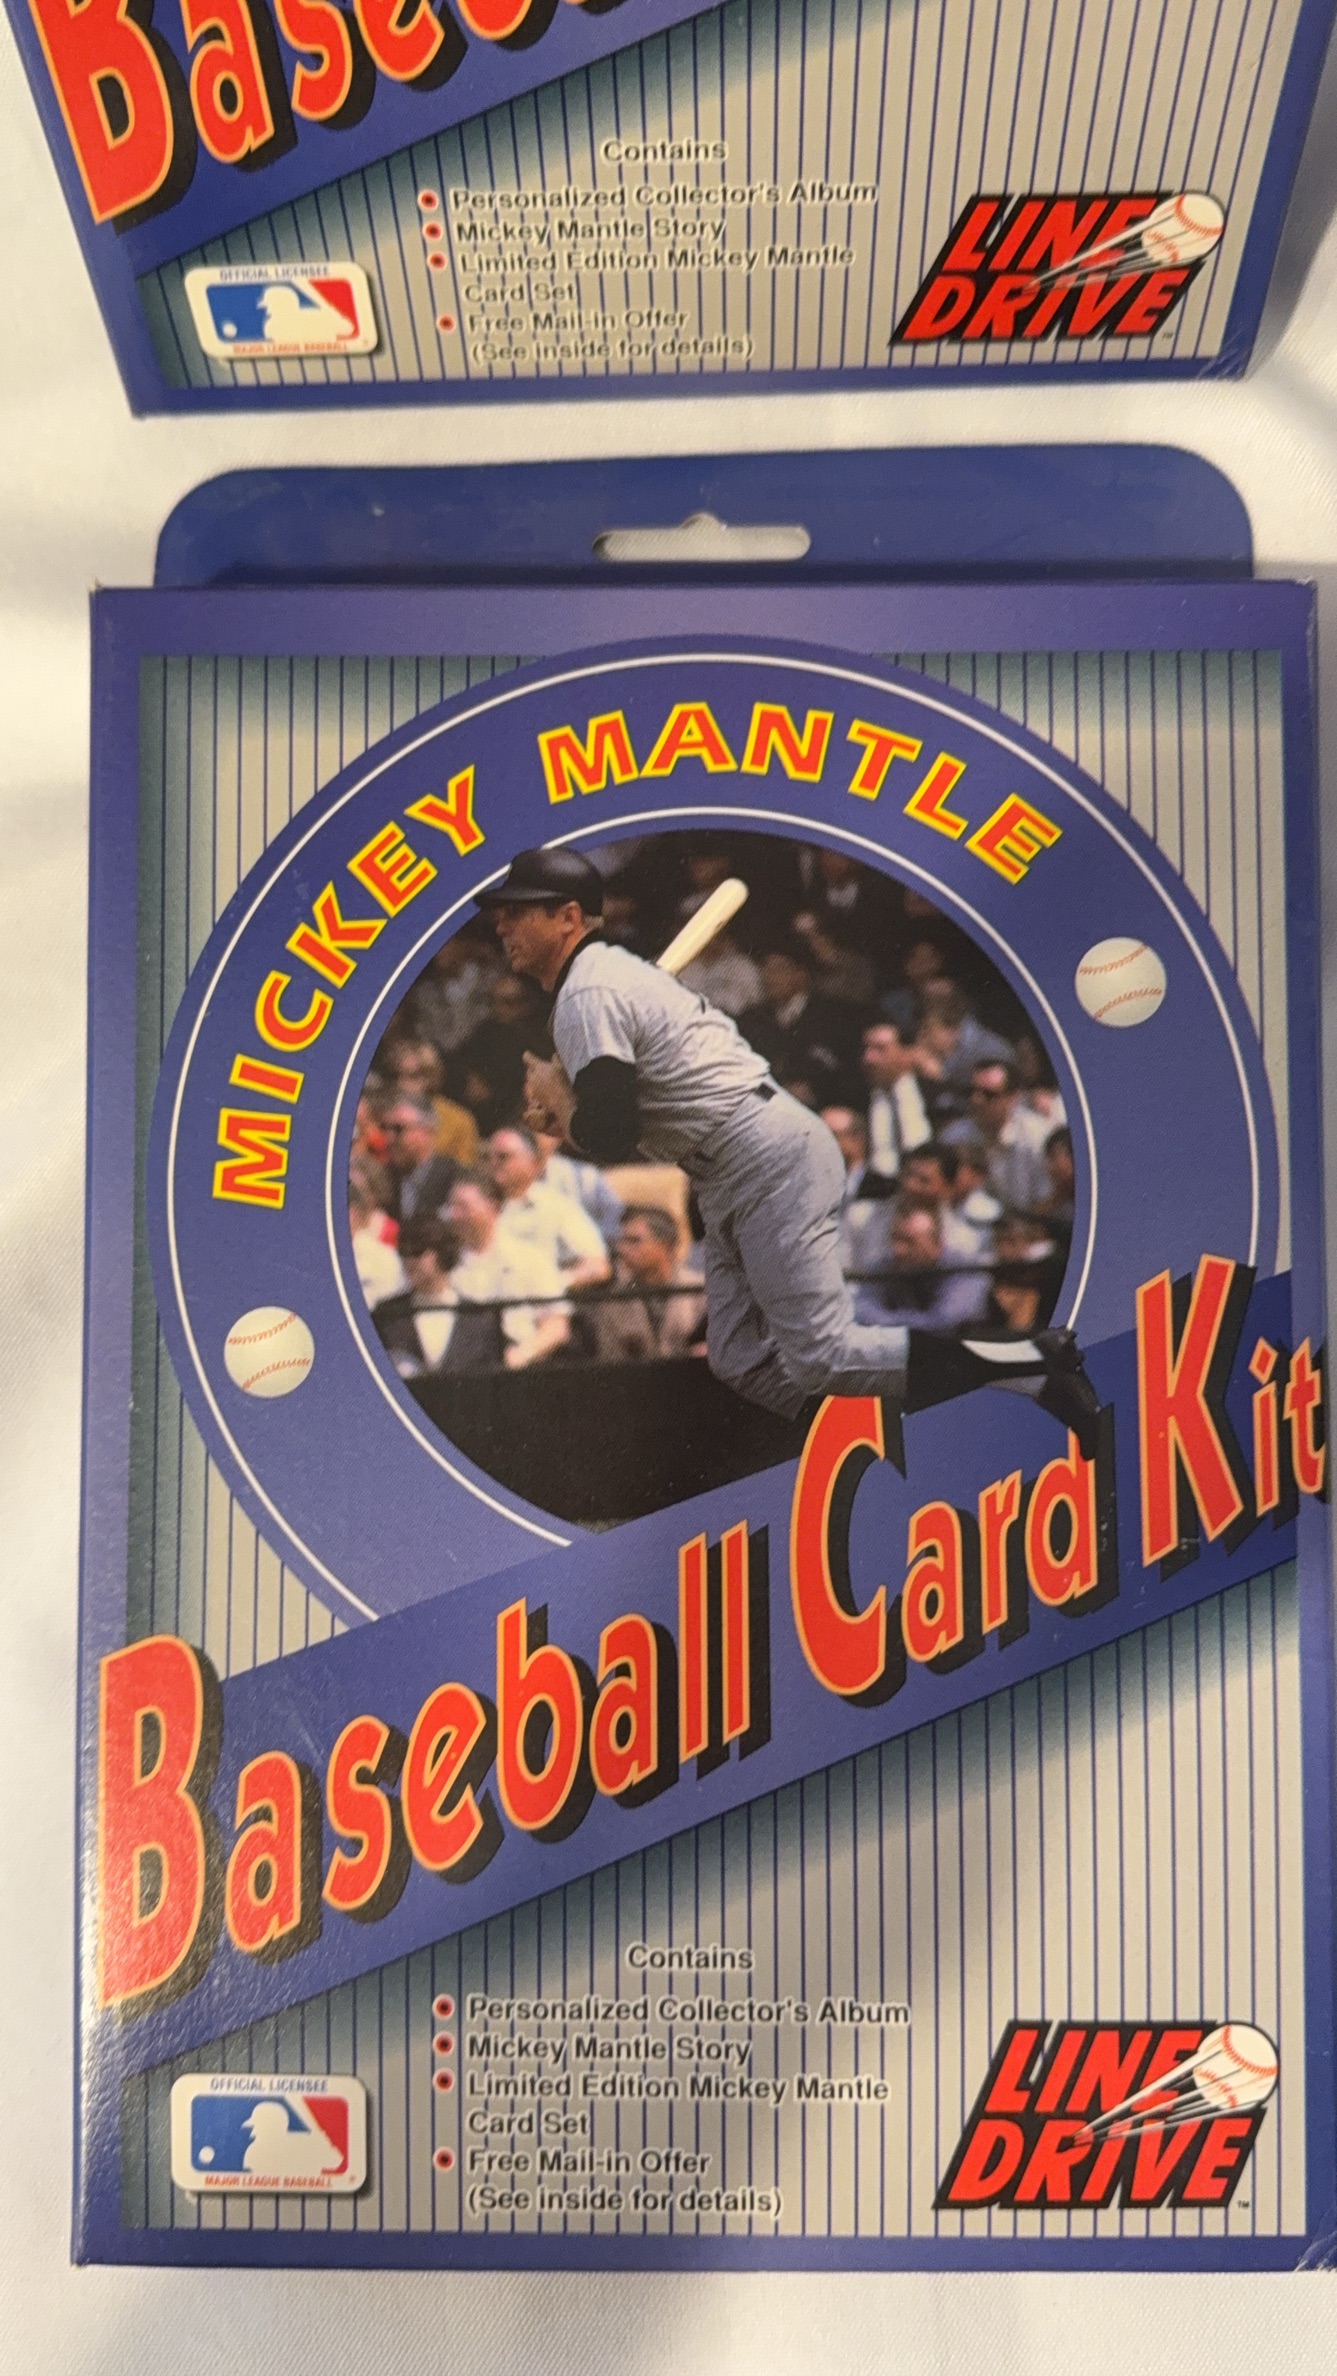 Baseb
Contains
• Personalized Collector's Album
• Mickey Mantle Story
• Limited Edition Mickey Mantle
Card Set
• Free Mail-in Offer
(See inside for details)
OFFICIAL LICENSEE
MAJOR LEAGUE BASEBALL
LINE
DRIVE
™
MICKEY MANTLE
Baseball Card Kit
Contains
• Personalized Collector's Album
• Mickey Mantle Story
• Limited Edition Mickey Mantle
Card Set
• Free Mail-in Offer
(See inside for details)
OFFICIAL LICENSEE
MAJOR LEAGUE BASEBALL
LINE
DRIVE
™